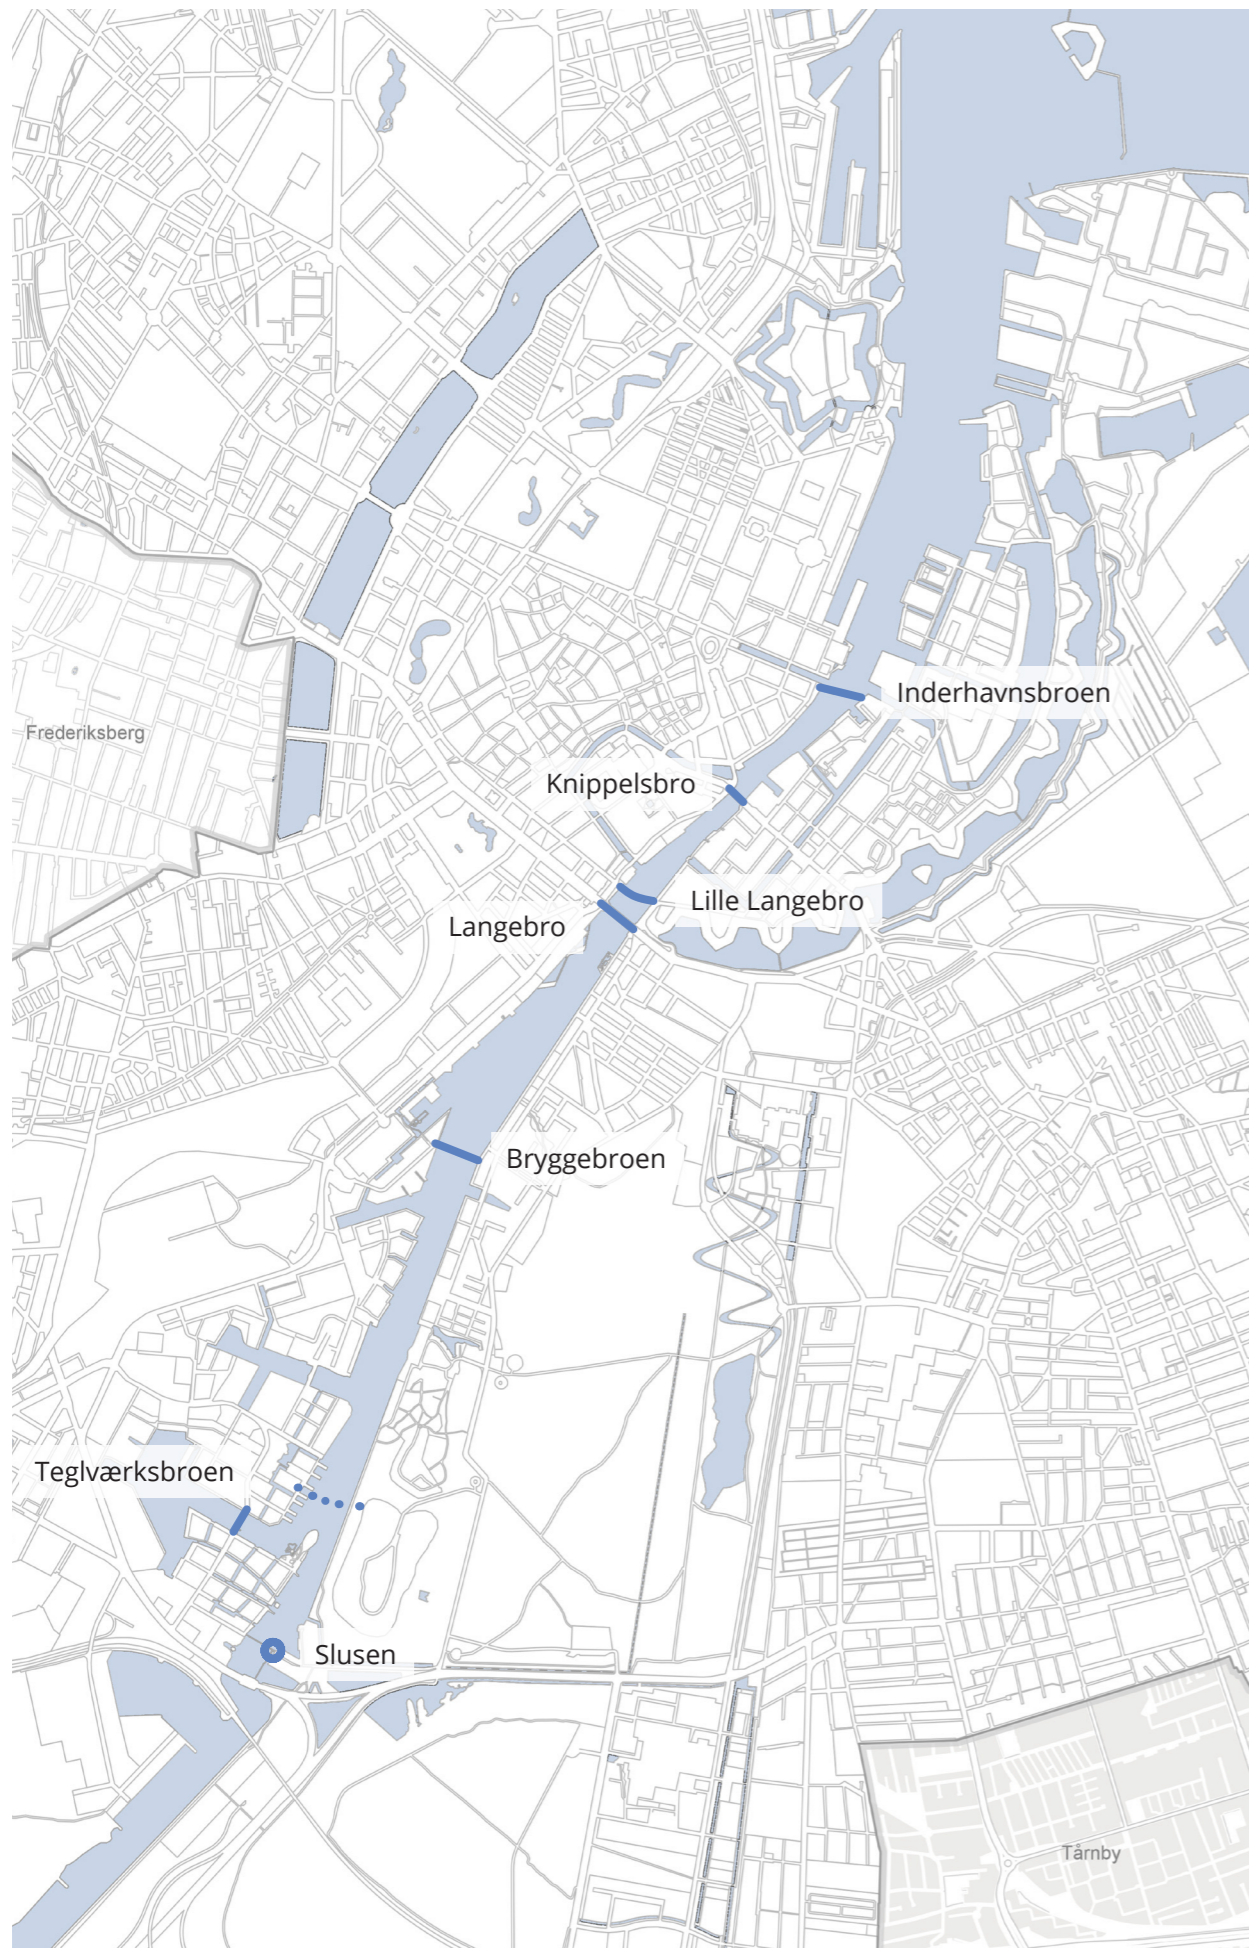 Inderhavnsbroen
Frederiksberg
Knippelsbro
Lille Langebro
Langebro
Bryggebroen
Teglværksbroen
Slusen
Tårnby